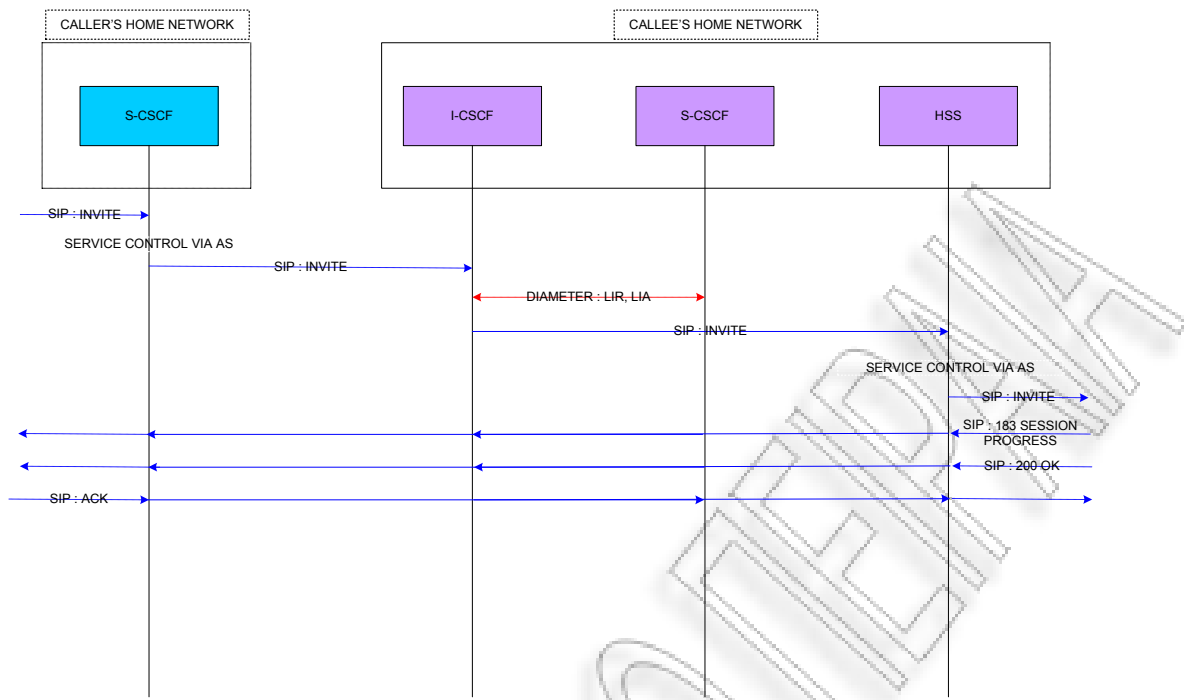 CALLER'S HOME NETWORK
CALLEE'S HOME NETWORK
S-CSCF
I-CSCF
S-CSCF
HSS
SIP : INVITE
SERVICE CONTROL VIA AS
SIP : INVITE
DIAMETER : LIR, LIA
SIP : INVITE
SERVICE CONTROL VIA AS
SIP : INVITE
SIP : 183 SESSION
PROGRESS
SIP : 200 OK
SIP : ACK